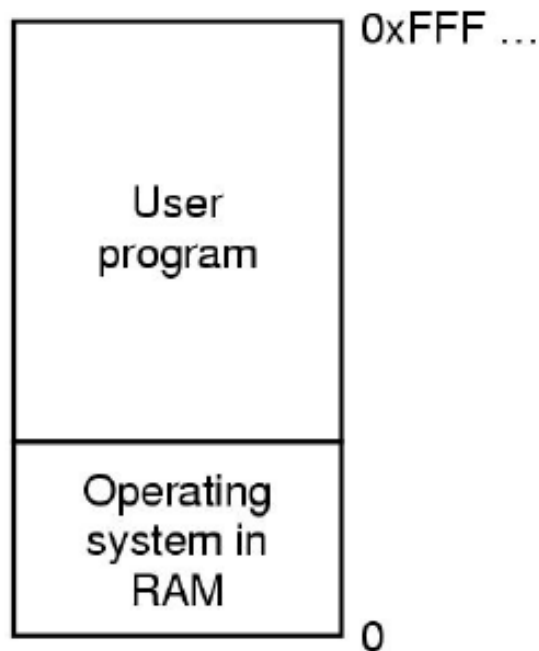 0xFFF ...
User
program
Operating
system in
RAM
0